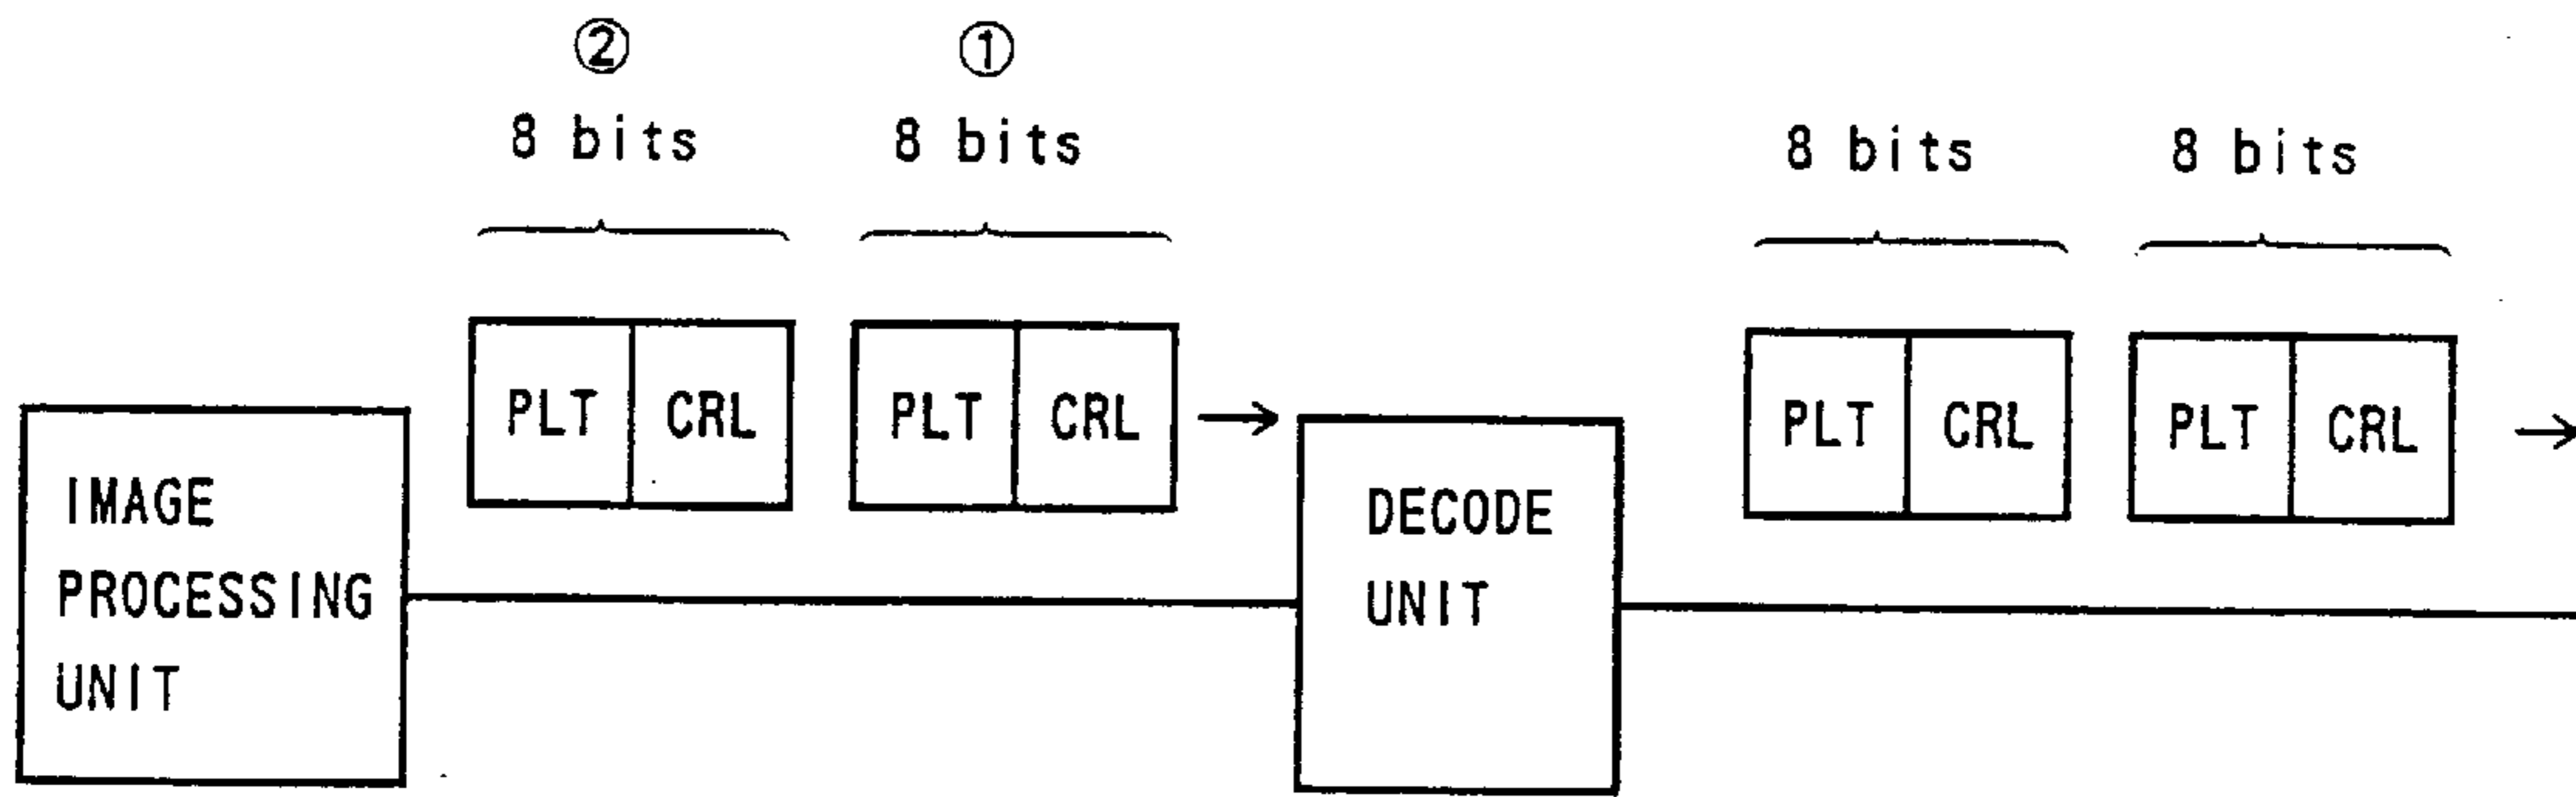 ② ①
8 bits 8 bits 8 bits 8 bits
PLT CRL PLT CRL → PLT CRL PLT CRL →
IMAGE
PROCESSING
UNIT
DECODE
UNIT